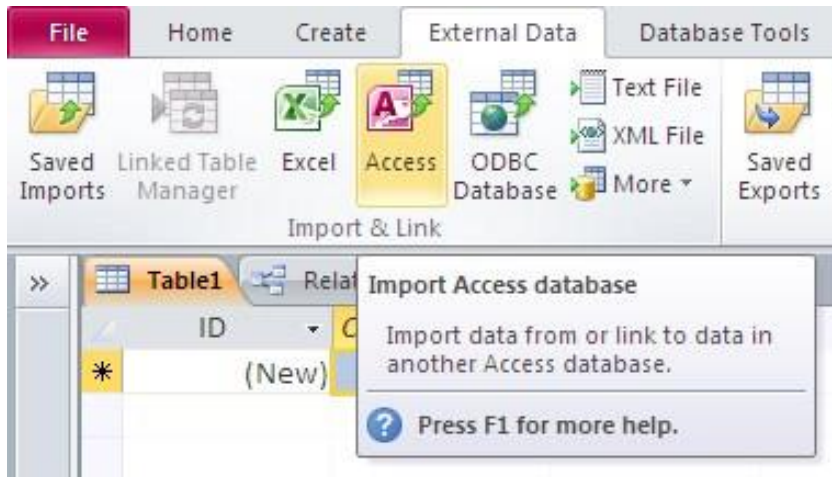 File Home Create External Data Database Tools
Saved Imports
Linked Table Manager
Excel
Access
ODBC Database
Text File
XML File
More
Saved Exports
Import & Link
Table1
ID
(New)
Import Access database
Import data from or link to data in
another Access database.
Press F1 for more help.